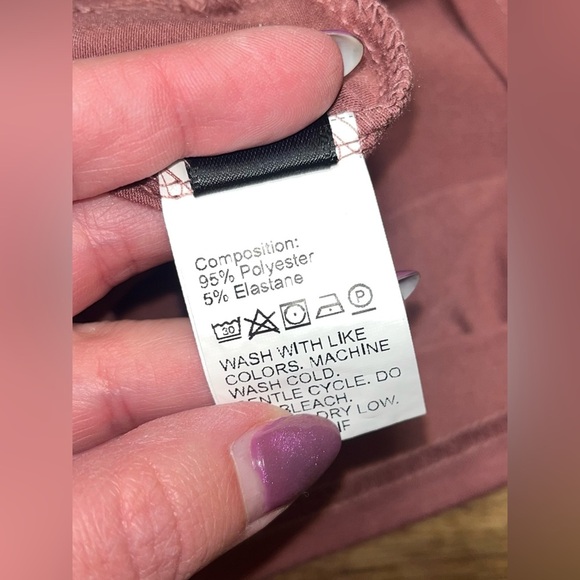 Composition:
95% Polyester
5% Elastane
30
P
WASH WITH LIKE
COLORS. MACHINE
WASH COLD.
GENTLE CYCLE. DO
BLEACH.
DRY LOW.
IF